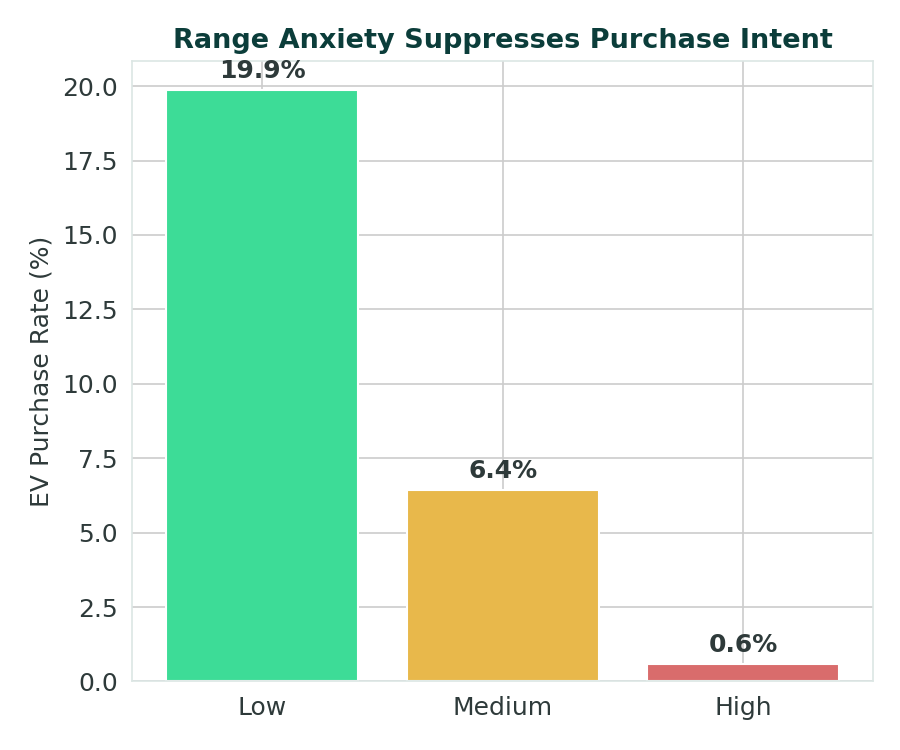 Range Anxiety Suppresses Purchase Intent
EV Purchase Rate (%)
20.0
17.5
15.0
12.5
10.0
7.5
5.0
2.5
0.0
19.9%
6.4%
0.6%
Low
Medium
High